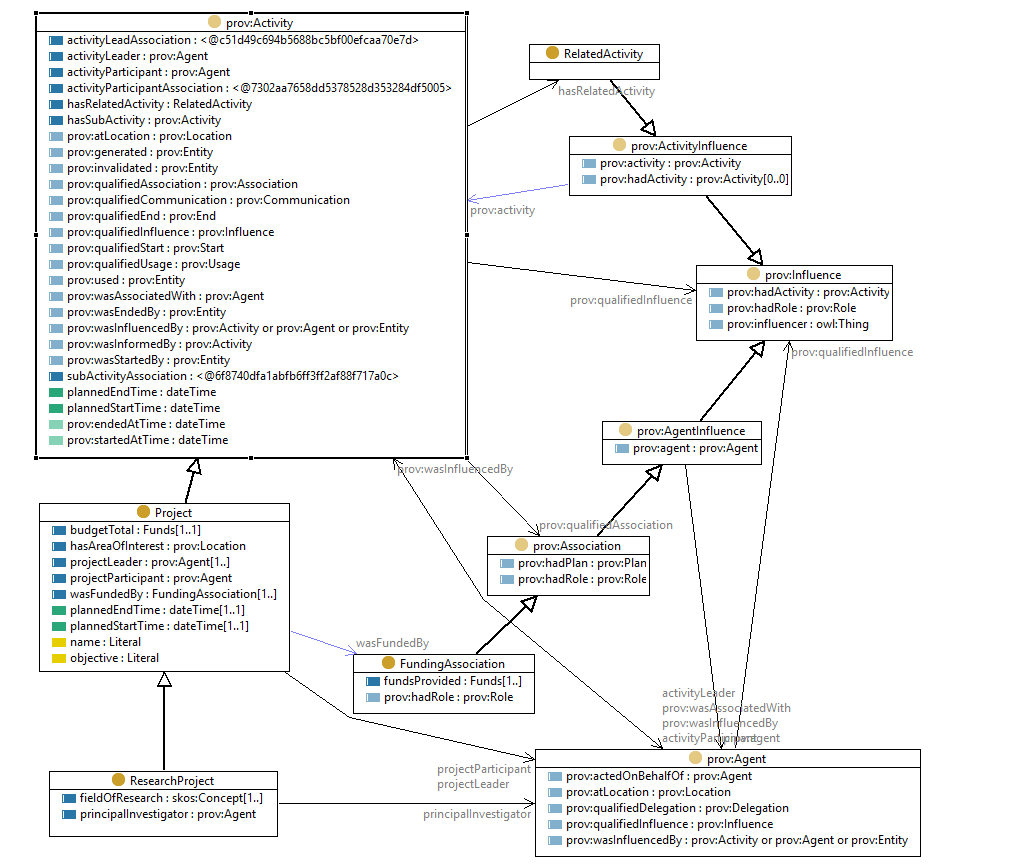 prov:Activity
activityLeadAssociation : <@c51d49c694b5688bc5bf00efcaa70e7d>
activityLeader : prov:Agent
activityParticipant : prov:Agent
activityParticipantAssociation : <@7302aa7658dd5378528d353284df5005>
hasRelatedActivity : RelatedActivity
hasSubActivity : prov:Activity
prov:atLocation : prov:Location
prov:generated : prov:Entity
prov:invalidated : prov:Entity
prov:qualifiedAssociation : prov:Association
prov:qualifiedCommunication : prov:Communication
prov:qualifiedEnd : prov:End
prov:qualifiedInfluence : prov:Influence
prov:qualifiedStart : prov:Start
prov:qualifiedUsage : prov:Usage
prov:used : prov:Entity
prov:wasAssociatedWith : prov:Agent
prov:wasEndedBy : prov:Entity
prov:wasInfluencedBy : prov:Activity or prov:Agent or prov:Entity
prov:wasInformedBy : prov:Activity
prov:wasStartedBy : prov:Entity
subActivityAssociation : <@6f8740dfa1abfb6ff3ff2af88f717a0c>
plannedEndTime : dateTime
plannedStartTime : dateTime
prov:endedAtTime : dateTime
prov:startedAtTime : dateTime
RelatedActivity
hasRelatedActivity
prov:ActivityInfluence
prov:activity : prov:Activity
prov:hadActivity : prov:Activity[0..0]
prov:activity
prov:Influence
prov:hadActivity : prov:Activity
prov:hadRole : prov:Role
prov:influencer : owl:Thing
prov:qualifiedInfluence
prov:qualifiedInfluence
prov:AgentInfluence
prov:agent : prov:Agent
prov:wasInfluencedBy
prov:qualifiedAssociation
prov:Association
prov:hadPlan : prov:Plan
prov:hadRole : prov:Role
Project
budgetTotal : Funds[1..1]
hasAreaOfInterest : prov:Location
projectLeader : prov:Agent[1..]
projectParticipant : prov:Agent
wasFundedBy : FundingAssociation[1..]
plannedEndTime : dateTime[1..1]
plannedStartTime : dateTime[1..1]
name : Literal
objective : Literal
wasFundedBy
FundingAssociation
fundsProvided : Funds[1..]
prov:hadRole : prov:Role
activityLeader
prov:wasAssociatedWith
prov:wasInfluencedBy
activityParticipant
prov:agent
projectParticipant
projectLeader
principalInvestigator
ResearchProject
fieldOfResearch : skos:Concept[1..]
principalInvestigator : prov:Agent
prov:Agent
prov:actedOnBehalfOf : prov:Agent
prov:atLocation : prov:Location
prov:qualifiedDelegation : prov:Delegation
prov:qualifiedInfluence : prov:Influence
prov:wasInfluencedBy : prov:Activity or prov:Agent or prov:Entity